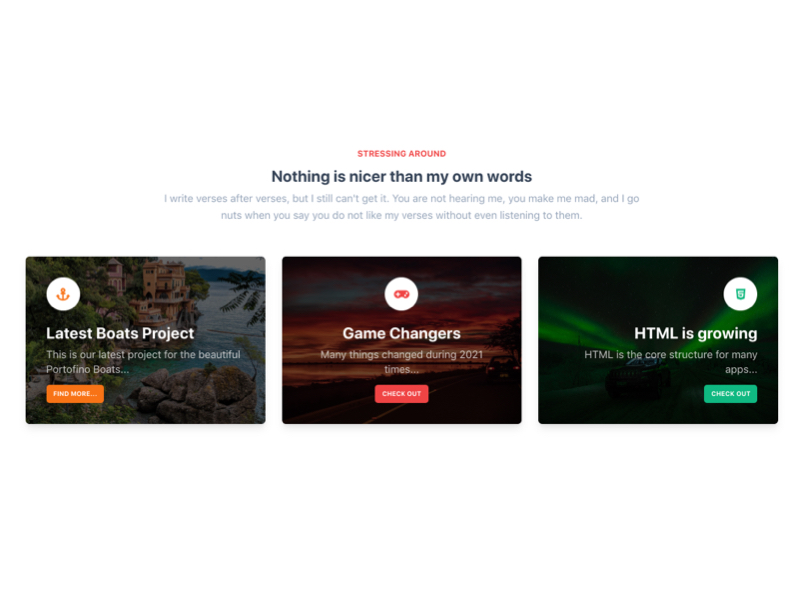 STRESSING AROUND
Nothing is nicer than my own words
I write verses after verses, but I still can't get it. You are not hearing me, you make me mad, and I go
nuts when you say you do not like my verses without even listening to them.
Latest Boats Project
This is our latest project for the beautiful
Portofino Boats...
FIND MORE...
Game Changers
Many things changed during 2021
times...
CHECK OUT
HTML is growing
HTML is the core structure for many
apps...
CHECK OUT